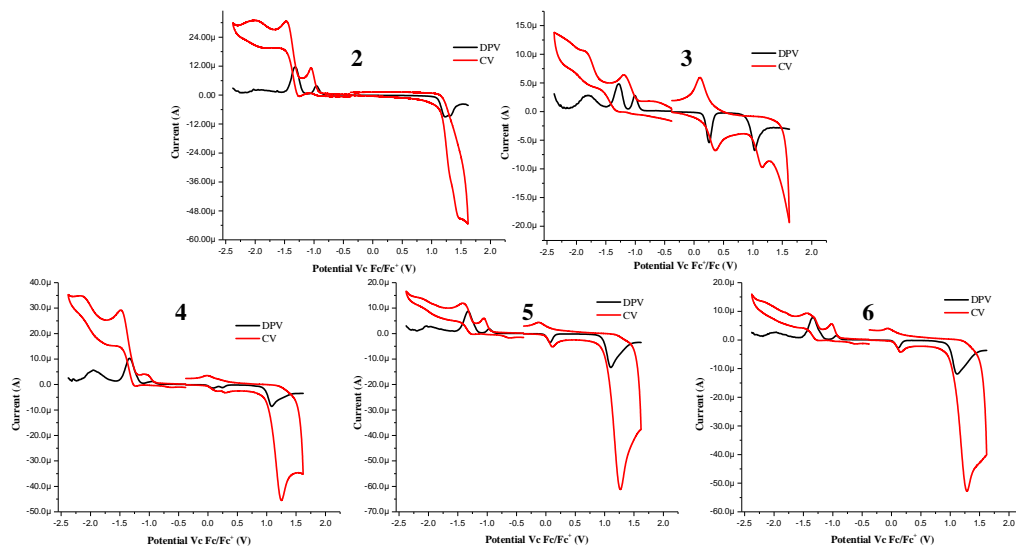 2
DPV
CV
24.00µ
12.00µ
0.00
-12.00µ
-24.00µ
-36.00µ
-48.00µ
-60.00µ
Current (A)
-2.5 -2.0 -1.5 -1.0 -0.5 0.0 0.5 1.0 1.5 2.0
Potential Vc Fc/Fc⁺ (V)
3
DPV
CV
15.0µ
10.0µ
5.0µ
0.0
-5.0µ
-10.0µ
-15.0µ
-20.0µ
Current (A)
-2.5 -2.0 -1.5 -1.0 -0.5 0.0 0.5 1.0 1.5 2.0
Potential Vc Fc⁺/Fc (V)
4
DPV
CV
40.0µ
30.0µ
20.0µ
10.0µ
0.0
-10.0µ
-20.0µ
-30.0µ
-40.0µ
-50.0µ
Current (A)
-2.5 -2.0 -1.5 -1.0 -0.5 0.0 0.5 1.0 1.5 2.0
Potential Vc Fc/Fc⁺ (V)
5
DPV
CV
20.0µ
10.0µ
0.0
-10.0µ
-20.0µ
-30.0µ
-40.0µ
-50.0µ
-60.0µ
-70.0µ
Current (A)
-2.5 -2.0 -1.5 -1.0 -0.5 0.0 0.5 1.0 1.5 2.0
Potential Vc Fc/Fc⁺ (V)
6
DPV
CV
20.0µ
10.0µ
0.0
-10.0µ
-20.0µ
-30.0µ
-40.0µ
-50.0µ
-60.0µ
Current (A)
-2.5 -2.0 -1.5 -1.0 -0.5 0.0 0.5 1.0 1.5 2.0
Potential Vc Fc/Fc⁺ (V)